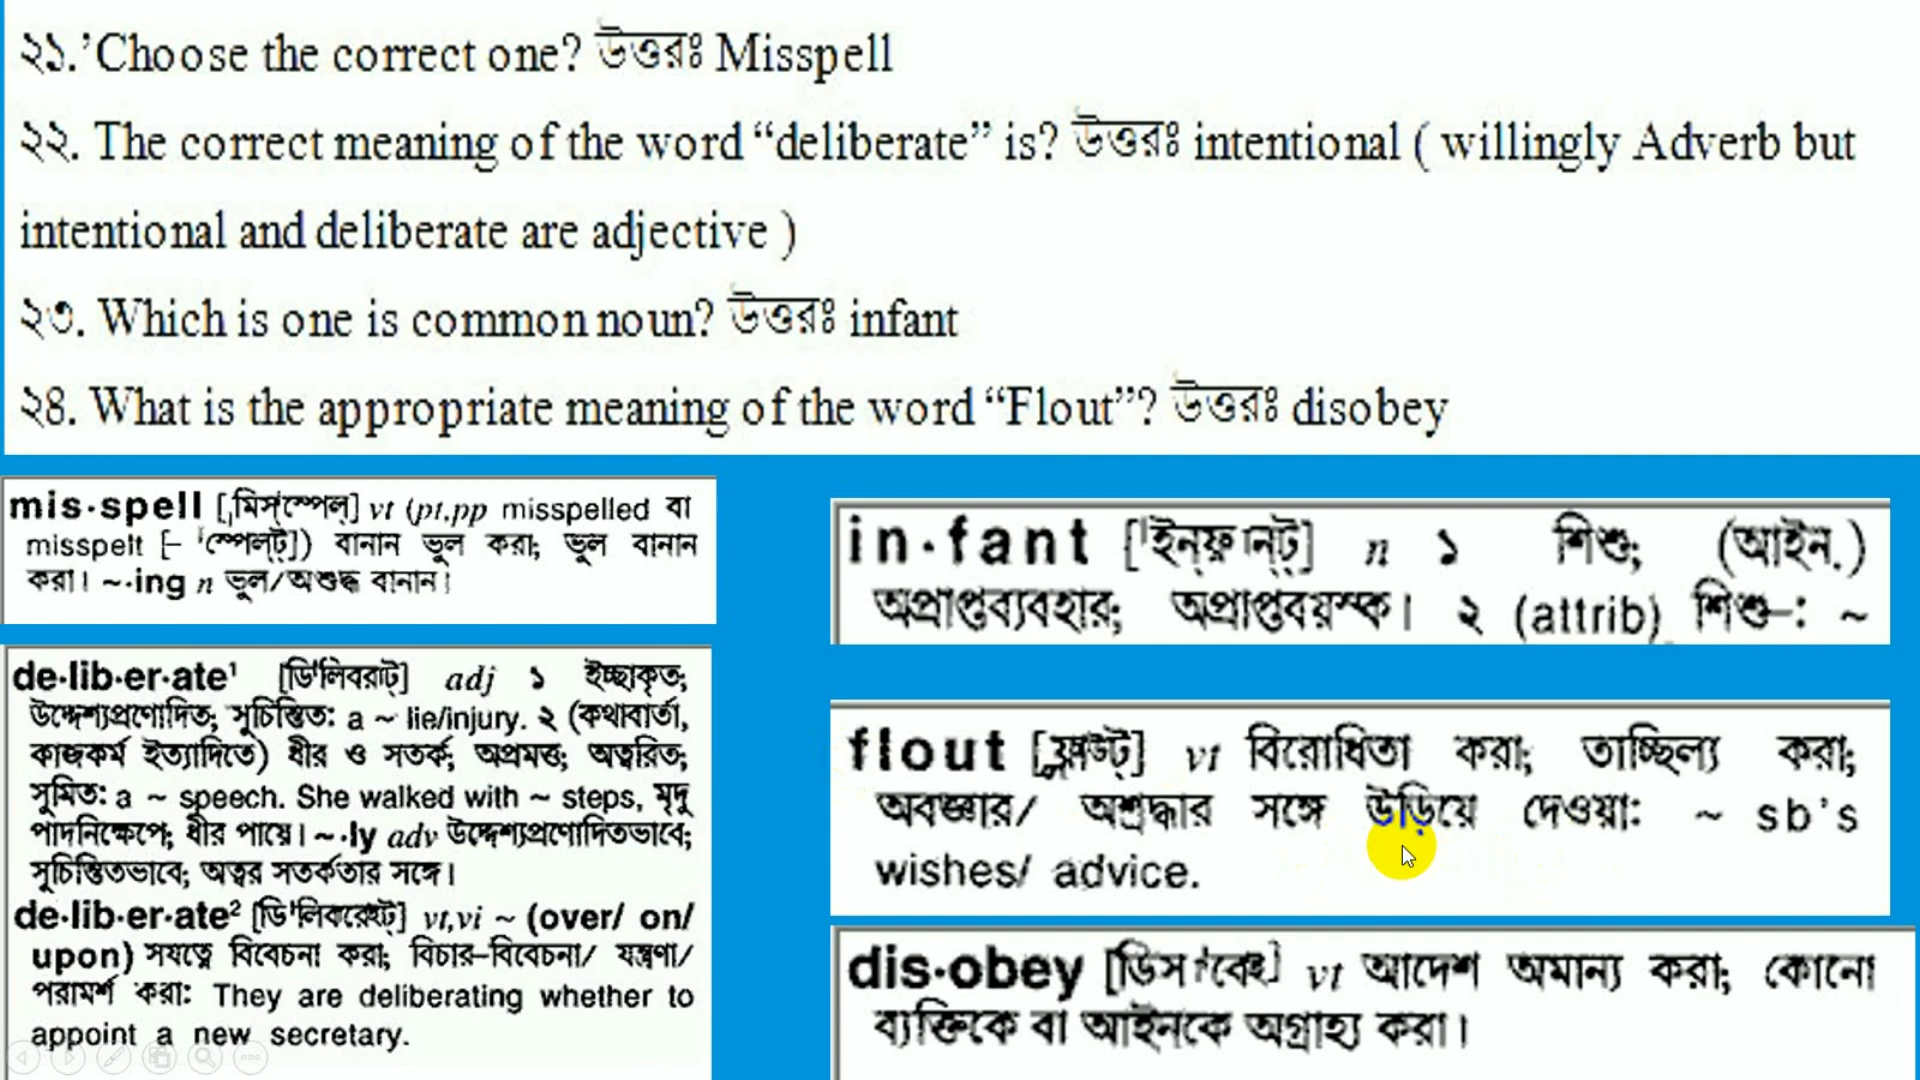 ২১.’Choose the correct one? উত্তরঃ Misspell
২২. The correct meaning of the word “deliberate” is? উত্তরঃ intentional ( willingly Adverb but
intentional and deliberate are adjective )
২৩. Which is one is common noun? উত্তরঃ infant
২৪. What is the appropriate meaning of the word “Flout”? উত্তরঃ disobey
mis·spell [ˌমিস্‌স্পেল্] vt (pt,pp misspelled বা
misspelt [– ˈস্পেল্‌ট্]) বানান ভুল করা; ভুল বানান
করা। ~·ing n ভুল/অশুদ্ধ বানান।
de·lib·er·ate¹ [ডিˈলিবরাট্] adj ১ ইচ্ছাকৃত;
উদ্দেশ্যপ্রণোদিত; সুচিন্তিত: a ~ lie/injury. ২ (কথাবার্তা,
কাজকর্ম ইত্যাদিতে) ধীর ও সতর্ক; অপ্রমত্ত; অত্বরিত;
সুমিত: a ~ speech. She walked with ~ steps, মৃদু
পাদনিক্ষেপে; ধীর পায়ে। ~·ly adv উদ্দেশ্যপ্রণোদিতভাবে;
সুচিন্তিতভাবে; অত্বর সতর্কতার সঙ্গে।
de·lib·er·ate² [ডিˈলিবারেইট্] vt,vi ~ (over/ on/
upon) সযত্নে বিবেচনা করা; বিচার–বিবেচনা/ যন্ত্রণা/
পরামর্শ করা: They are deliberating whether to
appoint a new secretary.
in·fant [ˈইন্‌ফান্‌ট্] n ১ শিশু; (আইন.)
অপ্রাপ্তব্যবহার; অপ্রাপ্তবয়স্ক। ২ (attrib) শিশু–: ~
flout [ফ্লাউট্] vt বিরোধিতা করা; তাচ্ছিল্য করা;
অবজ্ঞার/ অশ্রদ্ধার সঙ্গে উড়িয়ে দেওয়া: ~ sb's
wishes/ advice.
dis·obey [ডিসˈবেই] vt আদেশ অমান্য করা; কোনো
ব্যক্তিকে বা আইনকে অগ্রাহ্য করা।